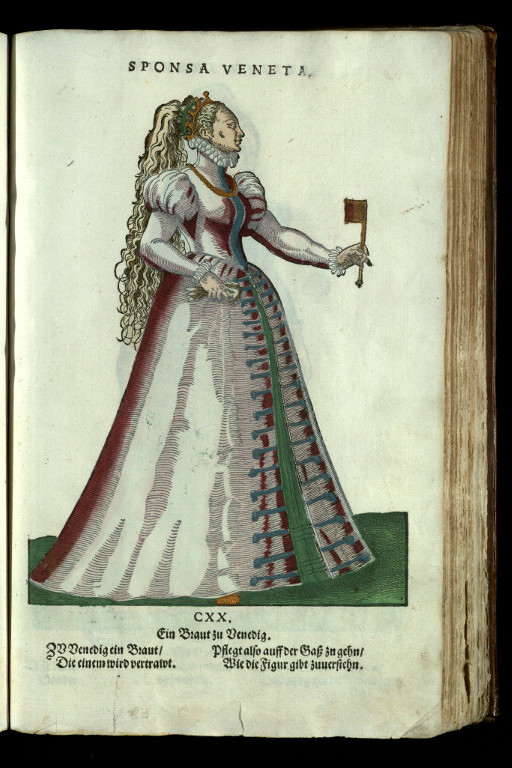 SPONSA VENETA.
CXX.
Ein Braut zu Venedig.
ZV Venedig ein Braut/
Die einem wird vertrawt.
Pflegt also auff der Gaß zu gehn/
Wie die Figur gibt zuuerstehn.